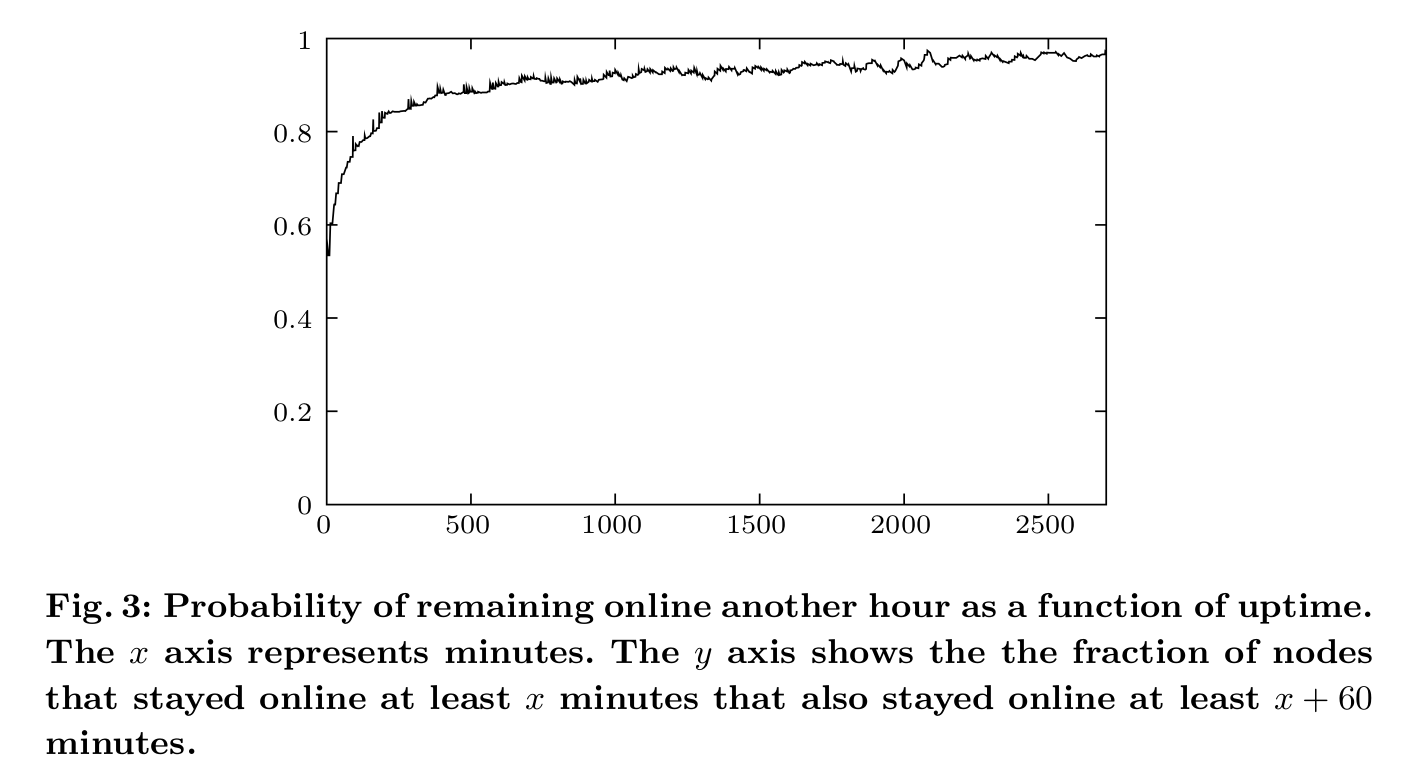 1
0.8
0.6
0.4
0.2
0
0 500 1000 1500 2000 2500
Fig. 3: Probability of remaining online another hour as a function of uptime.
The x axis represents minutes. The y axis shows the the fraction of nodes
that stayed online at least x minutes that also stayed online at least x + 60
minutes.